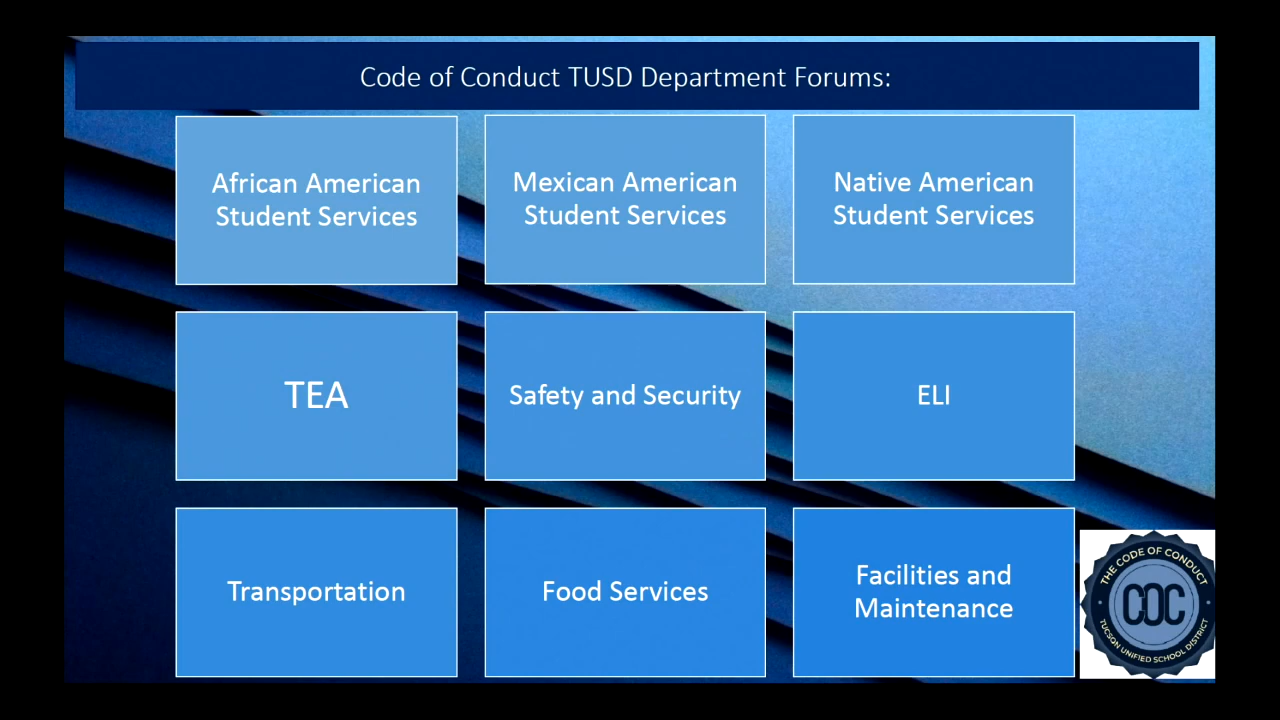 Code of Conduct TUSD Department Forums:
African American
Student Services
Mexican American
Student Services
Native American
Student Services
TEA
Safety and Security
ELI
Transportation
Food Services
Facilities and
Maintenance
THE CODE OF CONDUCT
COC
TUCSON UNIFIED SCHOOL DISTRICT